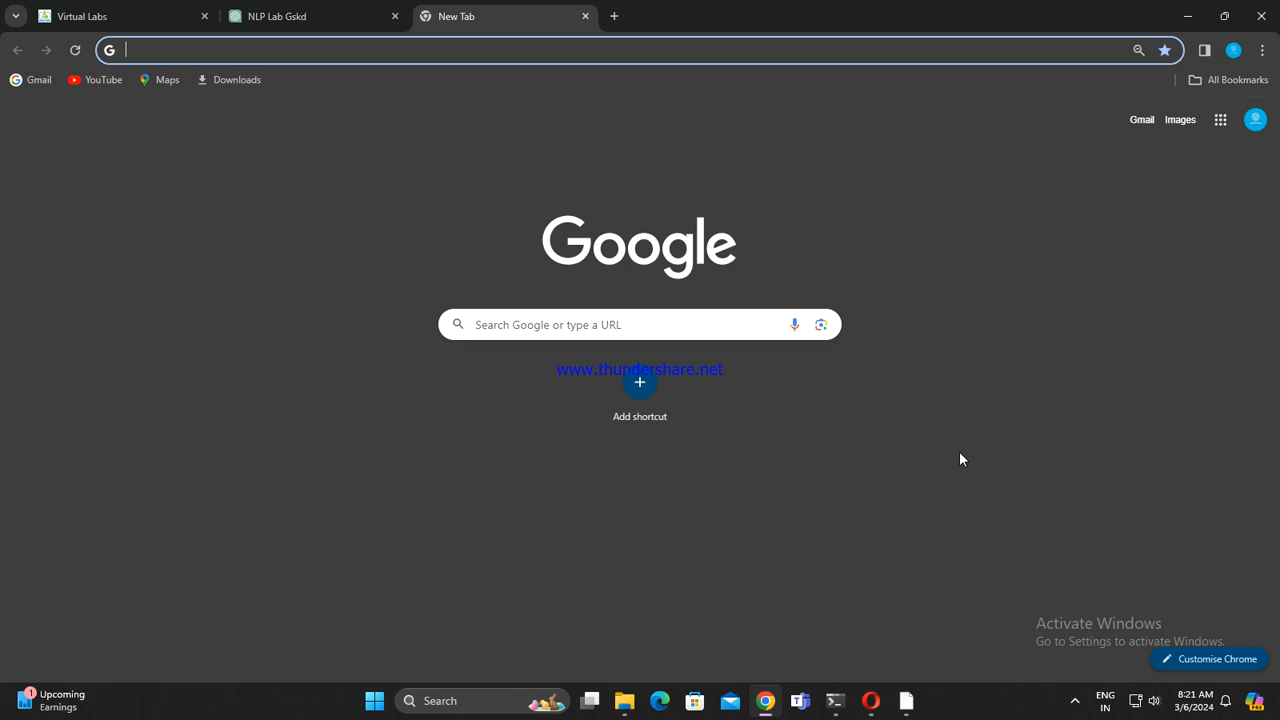 Virtual Labs
NLP Lab Gskd
New Tab
Gmail
YouTube
Maps
Downloads
All Bookmarks
Gmail Images
Google
Search Google or type a URL
www.thundershare.net
Add shortcut
Activate Windows
Go to Settings to activate Windows.
Customise Chrome
1
Upcoming
Earnings
Search
ENG
IN
8:21 AM
3/6/2024